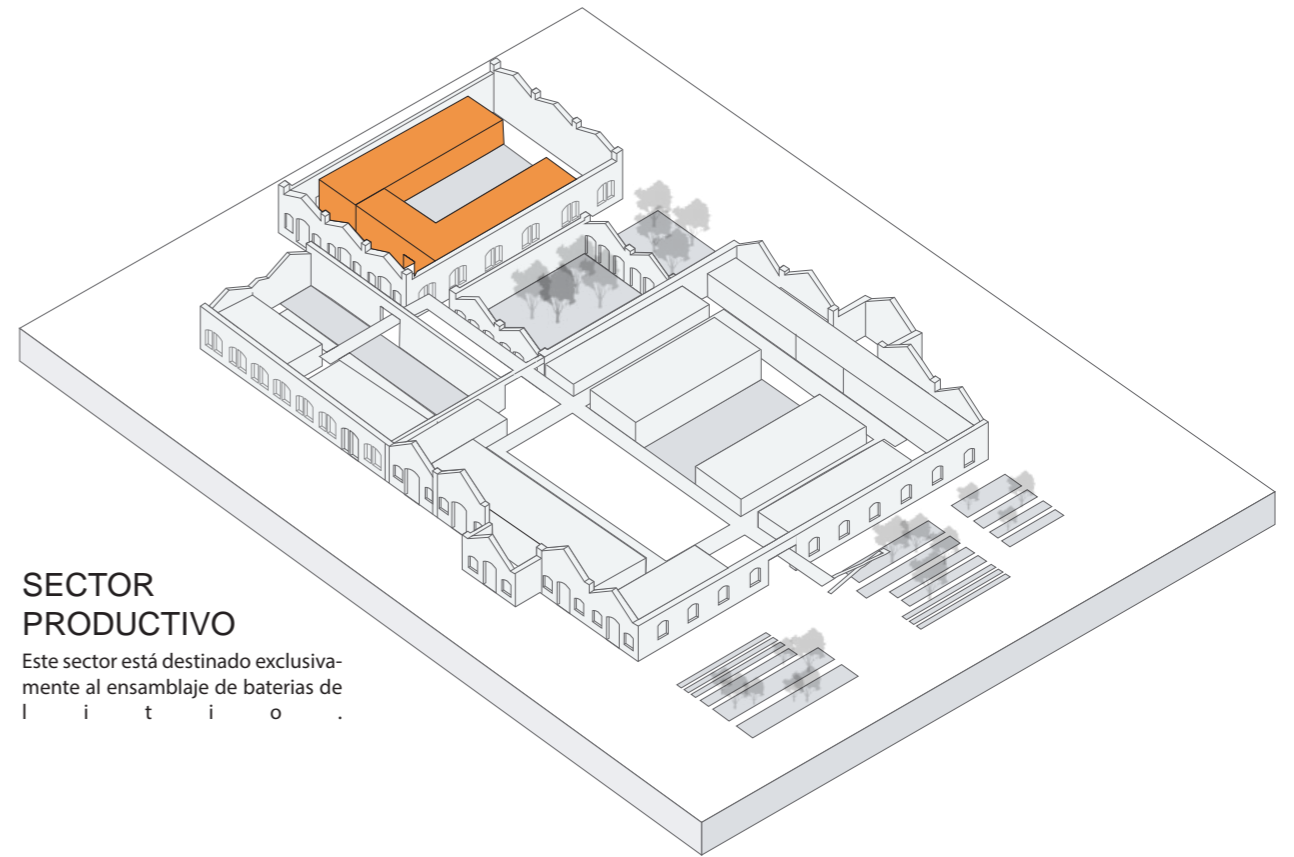 SECTOR
PRODUCTIVO
Este sector está destinado exclusiva-
mente al ensamblaje de baterias de
l i t i o .